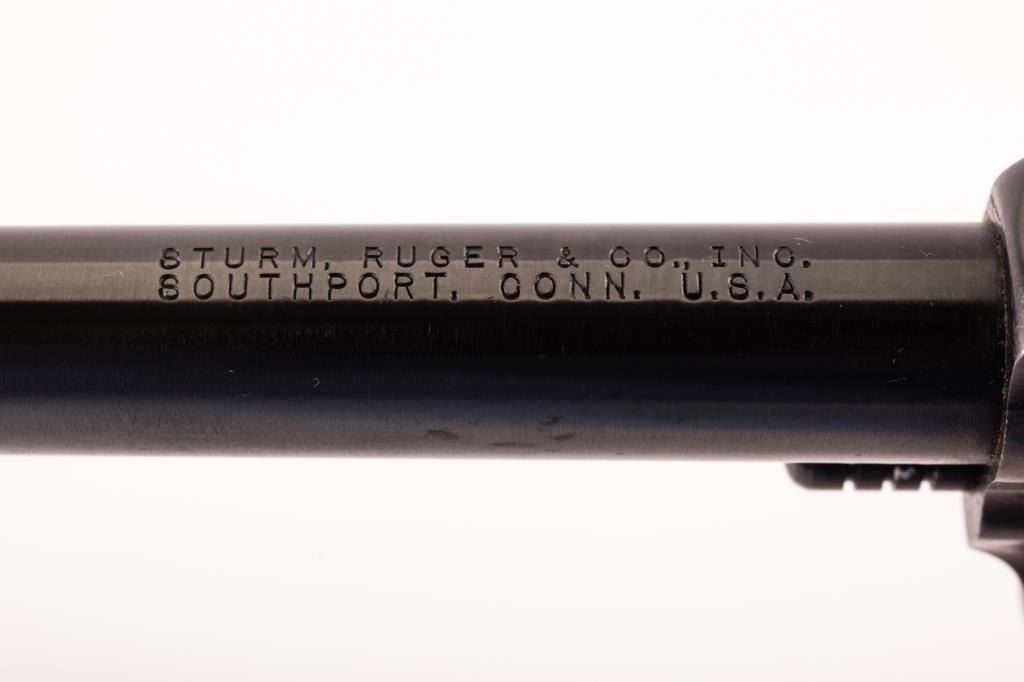 STURM, RUGER & CO., INC.
SOUTHPORT, CONN. U.S.A.